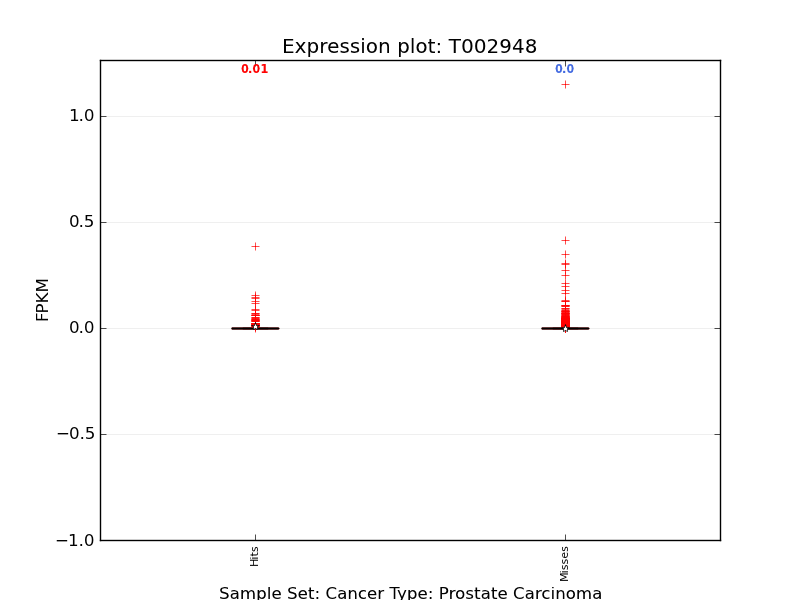 Expression plot: T002948
0.01
0.0
1.0
0.5
0.0
−0.5
−1.0
FPKM
Hits
Misses
Sample Set: Cancer Type: Prostate Carcinoma